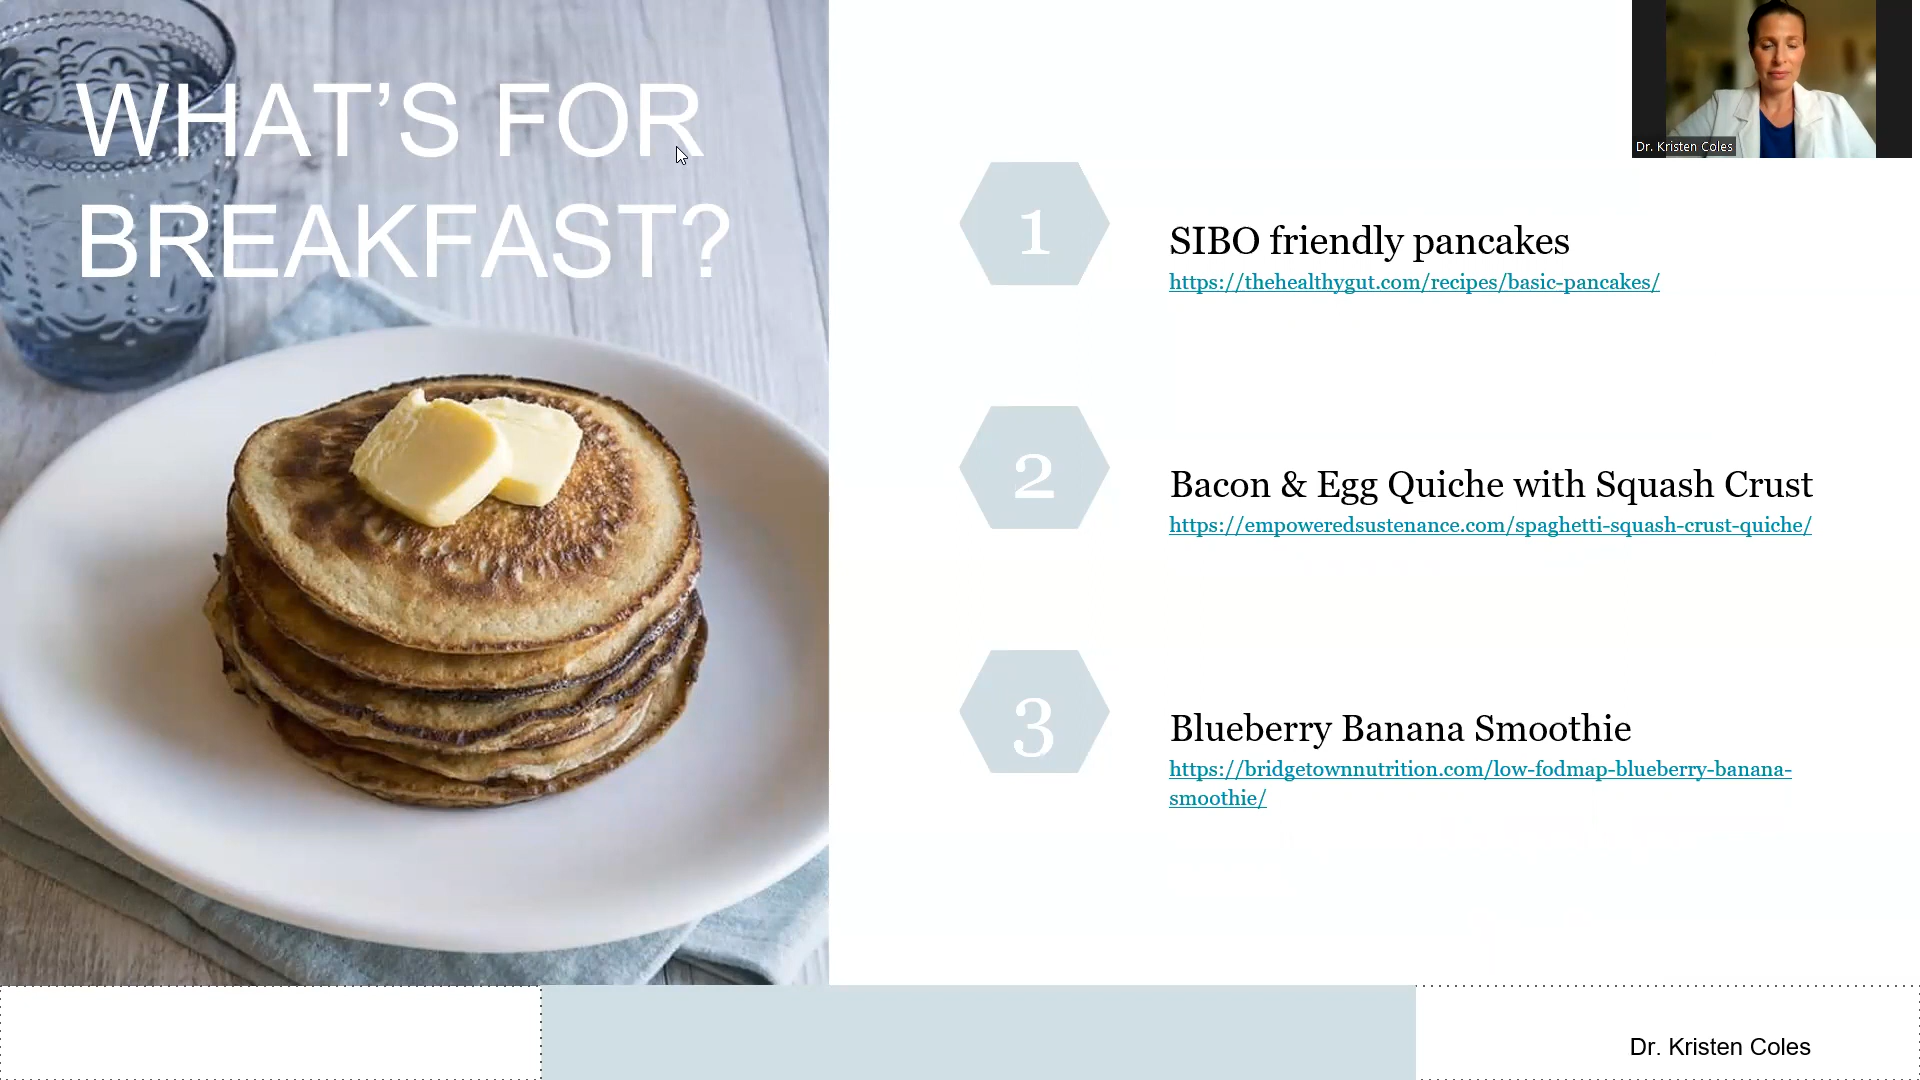 WHAT’S FOR
BREAKFAST?
Dr. Kristen Coles
1
SIBO friendly pancakes
https://thehealthygut.com/recipes/basic-pancakes/
2
Bacon & Egg Quiche with Squash Crust
https://empoweredsustenance.com/spaghetti-squash-crust-quiche/
3
Blueberry Banana Smoothie
https://bridgetownnutrition.com/low-fodmap-blueberry-banana-
smoothie/
Dr. Kristen Coles